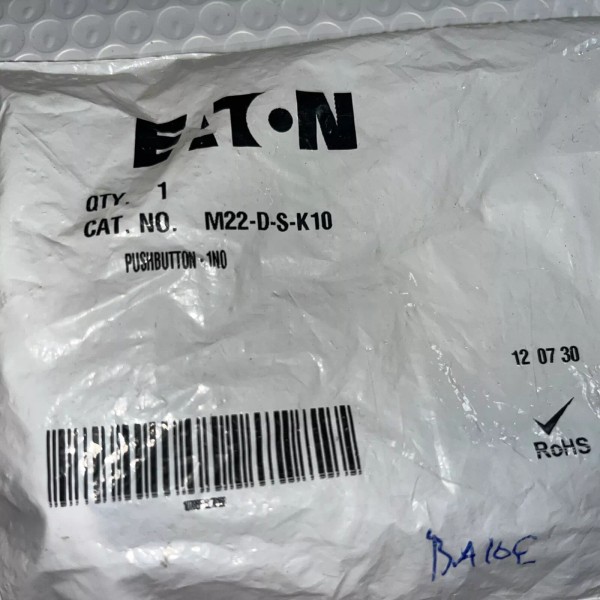 EATON
QTY. 1
CAT. NO. M22-D-S-K10
PUSHBUTTON - 1NO
12 07 30
RoHS